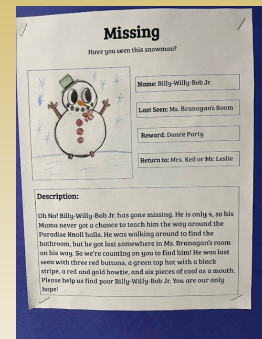 Missing
Have you seen this snowman?
Name: Billy-Willy-Bob Jr.
Last Seen: Ms. Branagan's Room
Reward: Dance Party
Return to: Mrs. Keil or Mr. Leslie
Description:
Oh No! Billy-Willy-Bob Jr. has gone missing. He is only 4, so his
Mama never got a chance to teach him the way around the
Paradise Knoll halls. He was walking around to find the
bathroom, but he got lost somewhere in Ms. Branagan's room
on his way. So we're counting on you to find him! He was last
seen with three red buttons, a green top hat with a black
stripe, a red and gold bowtie, and six pieces of coal as a mouth.
Please help us find poor Billy-Willy-Bob Jr. You are our only
hope!